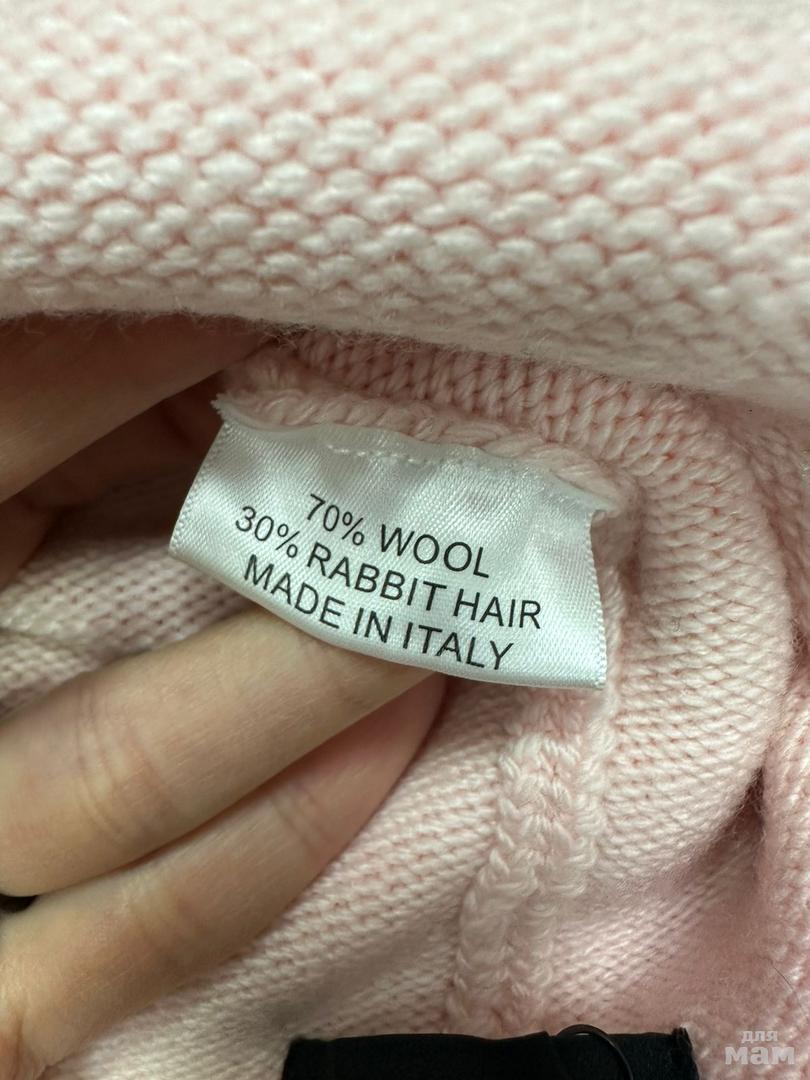 70% WOOL
30% RABBIT HAIR
MADE IN ITALY
для
мам